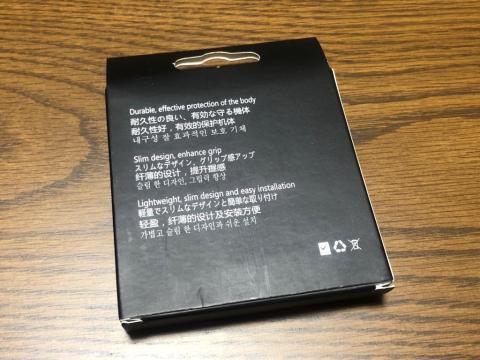 Durable, effective protection of the body
耐久性の良い、有効な守る機体
耐久性好，有效的保护机体
내구성 잘 효과적인 보호 기체
Slim design, enhance grip
スリムなデザイン，グリップ感アップ
纤薄的设计，提升握感
슬림 한 디자인, 그립력 향상
Lightweight, slim design and easy installation
軽量でスリムなデザインと簡単な取り付け
轻盈，纤薄的设计及安装方便
가볍고 슬림 한 디자인과 쉬운 설치